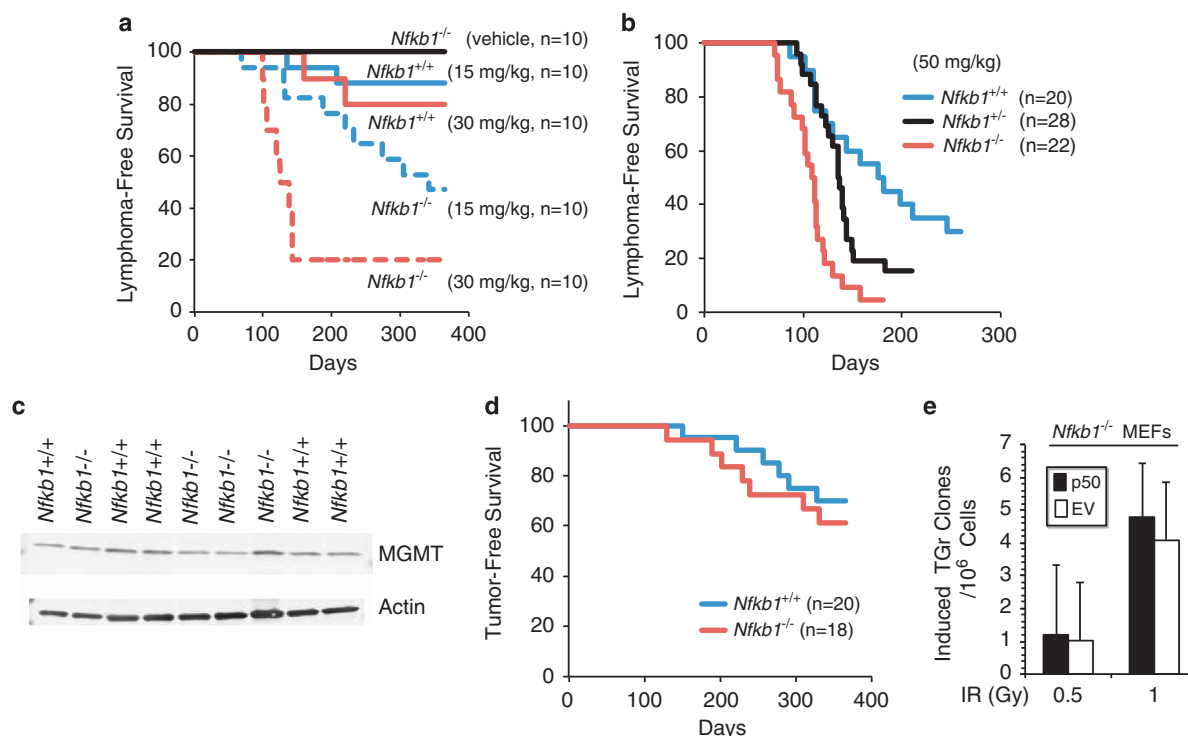 a
Lymphoma-Free Survival
100
80
60
40
20
0
0 100 200 300 400
Days
Nfkb1-/- (vehicle, n=10)
Nfkb1+/+ (15 mg/kg, n=10)
Nfkb1+/+ (30 mg/kg, n=10)
Nfkb1-/- (15 mg/kg, n=10)
Nfkb1-/- (30 mg/kg, n=10)
b
Lymphoma-Free Survival
100
80
60
40
20
0
0 100 200 300
Days
(50 mg/kg)
Nfkb1+/+ (n=20)
Nfkb1+/- (n=28)
Nfkb1-/- (n=22)
c
Nfkb1+/+
Nfkb1-/-
Nfkb1+/+
Nfkb1+/+
Nfkb1-/-
Nfkb1-/-
Nfkb1-/-
Nfkb1+/+
Nfkb1+/+
MGMT
Actin
d
Tumor-Free Survival
100
80
60
40
20
0
0 100 200 300 400
Days
Nfkb1+/+ (n=20)
Nfkb1-/- (n=18)
e
Nfkb1-/- MEFs
Induced TGr Clones
/10⁶ Cells
7
6
5
4
3
2
1
0
p50
EV
IR (Gy) 0.5 1